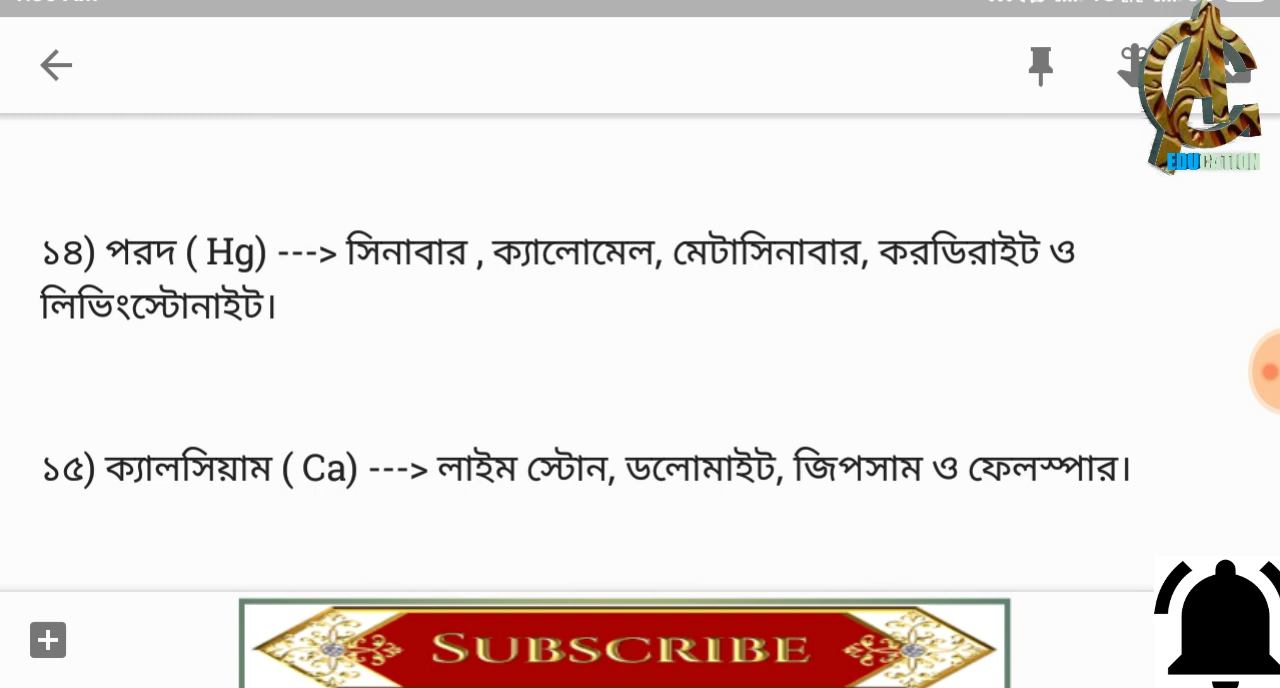 ১৪) পরদ ( Hg) ---> সিনাবার , ক্যালোমেল, মেটাসিনাবার, করডিরাইট ও
লিভিংস্টোনাইট।
১৫) ক্যালসিয়াম ( Ca) ---> লাইম স্টোন, ডলোমাইট, জিপসাম ও ফেলস্পার।
EDUCATION
SUBSCRIBE